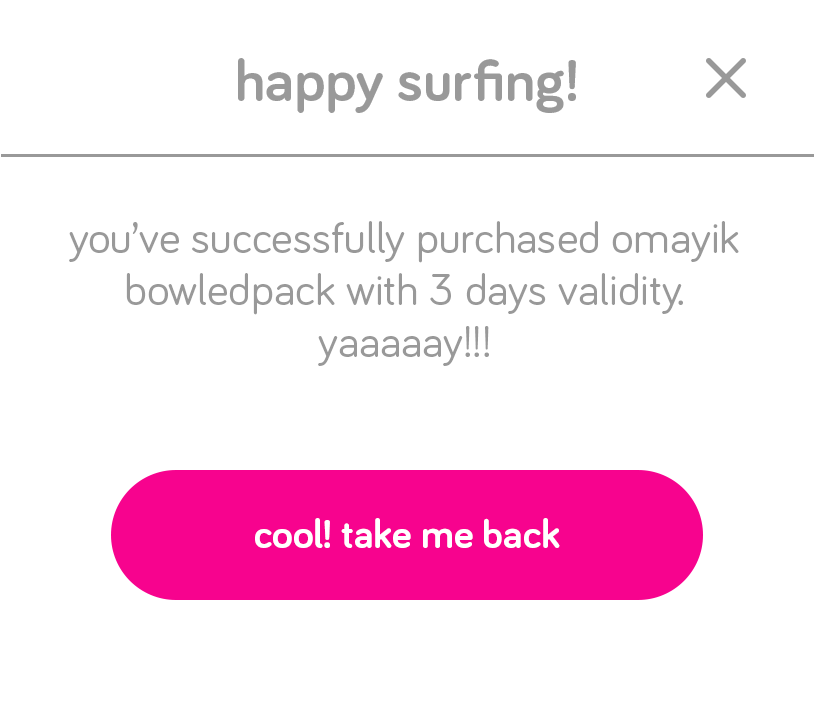 happy surfing!
you’ve successfully purchased omayik
bowledpack with 3 days validity.
yaaaaay!!!
cool! take me back